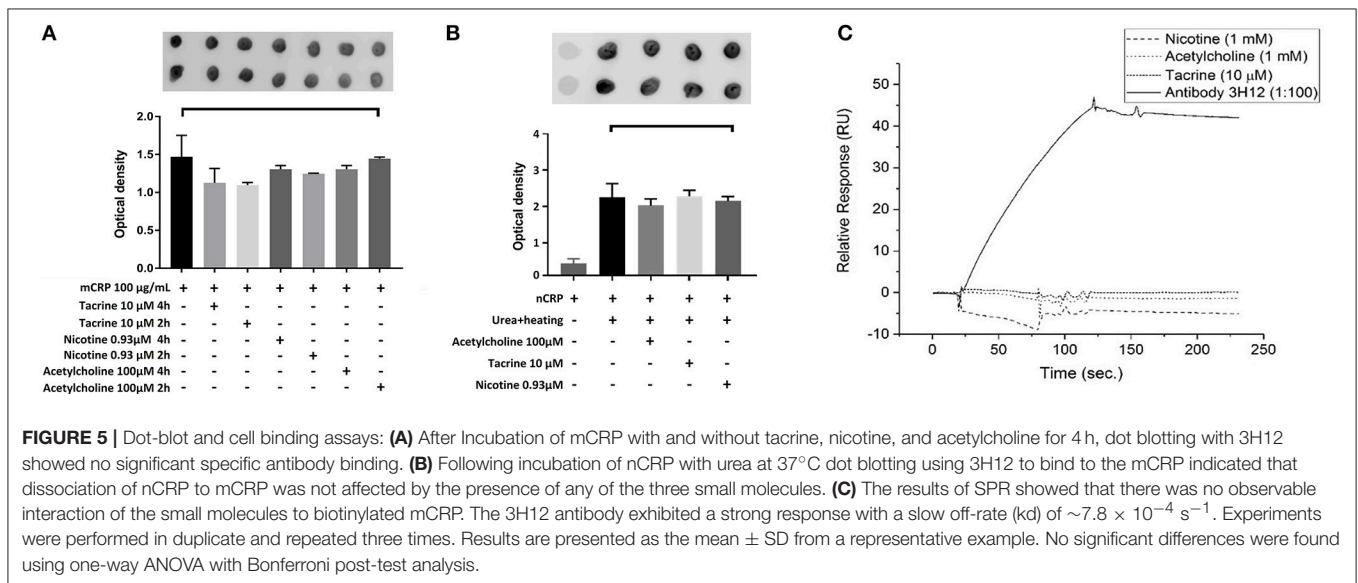 A
2.0
1.5
1.0
0.5
0.0
Optical density
mCRP 100 µg/mL + + + + + + +
Tacrine 10 µM 4h - + - - - - -
Tacrine 10 µM 2h - - + - - - -
Nicotine 0.93µM 4h - - - + - - -
Nicotine 0.93 µM 2h - - - - + - -
Acetylcholine 100µM 4h - - - - - + -
Acetylcholine 100µM 2h - - - - - - +
B
4
3
2
1
0
Optical density
nCRP + + + + +
Urea+heating - + + + +
Acetylcholine 100µM - - + - -
Tacrine 10 µM - - - + -
Nicotine 0.93µM - - - - +
C
Nicotine (1 mM)
Acetylcholine (1 mM)
Tacrine (10 µM)
Antibody 3H12 (1:100)
50
40
30
20
10
0
-10
Relative Response (RU)
0 50 100 150 200 250
Time (sec.)
FIGURE 5 | Dot-blot and cell binding assays: (A) After Incubation of mCRP with and without tacrine, nicotine, and acetylcholine for 4 h, dot blotting with 3H12
showed no significant specific antibody binding. (B) Following incubation of nCRP with urea at 37°C dot blotting using 3H12 to bind to the mCRP indicated that
dissociation of nCRP to mCRP was not affected by the presence of any of the three small molecules. (C) The results of SPR showed that there was no observable
interaction of the small molecules to biotinylated mCRP. The 3H12 antibody exhibited a strong response with a slow off-rate (kd) of ~7.8 × 10⁻⁴ s⁻¹. Experiments
were performed in duplicate and repeated three times. Results are presented as the mean ± SD from a representative example. No significant differences were found
using one-way ANOVA with Bonferroni post-test analysis.